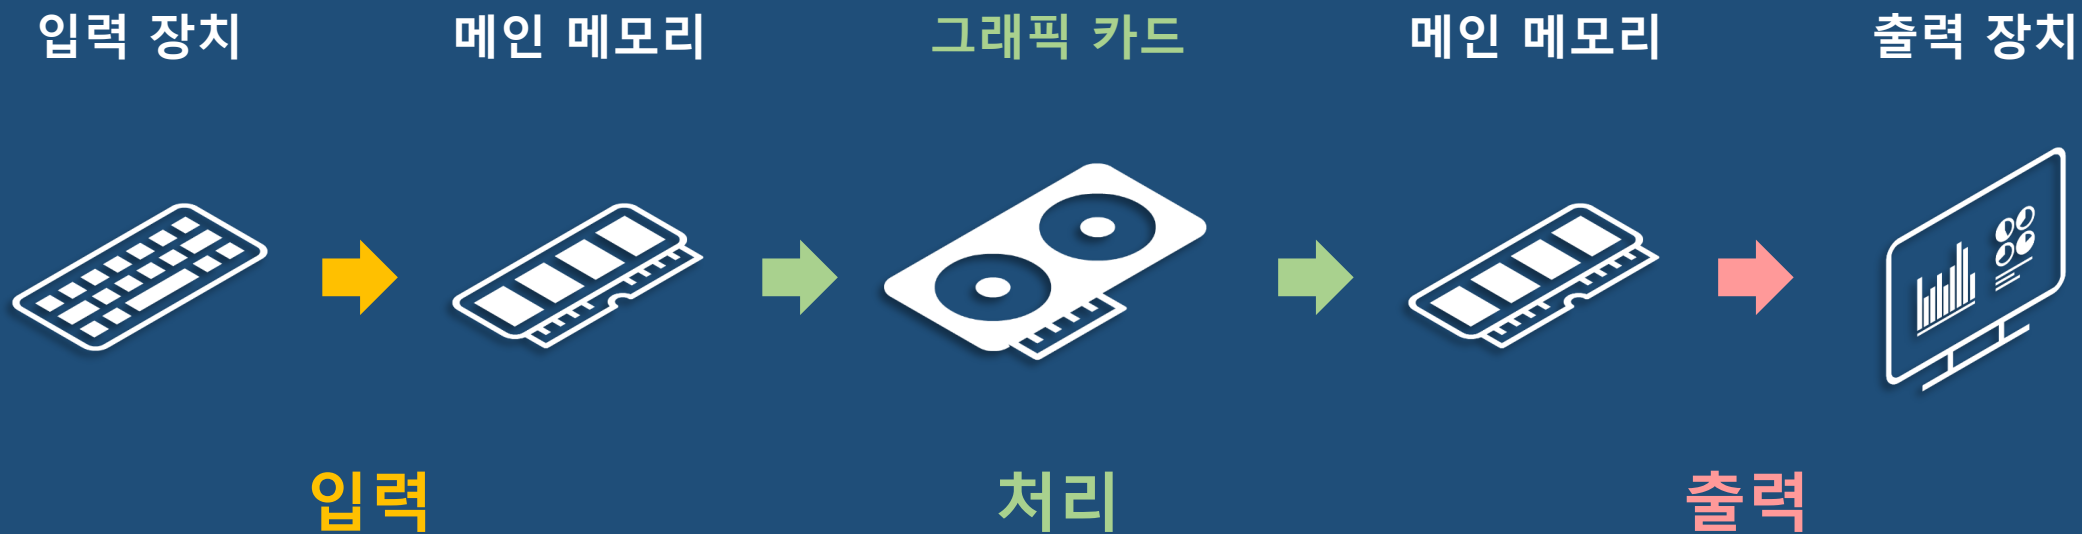 입력 장치 메인 메모리 그래픽 카드 메인 메모리 출력 장치
입력 처리 출력